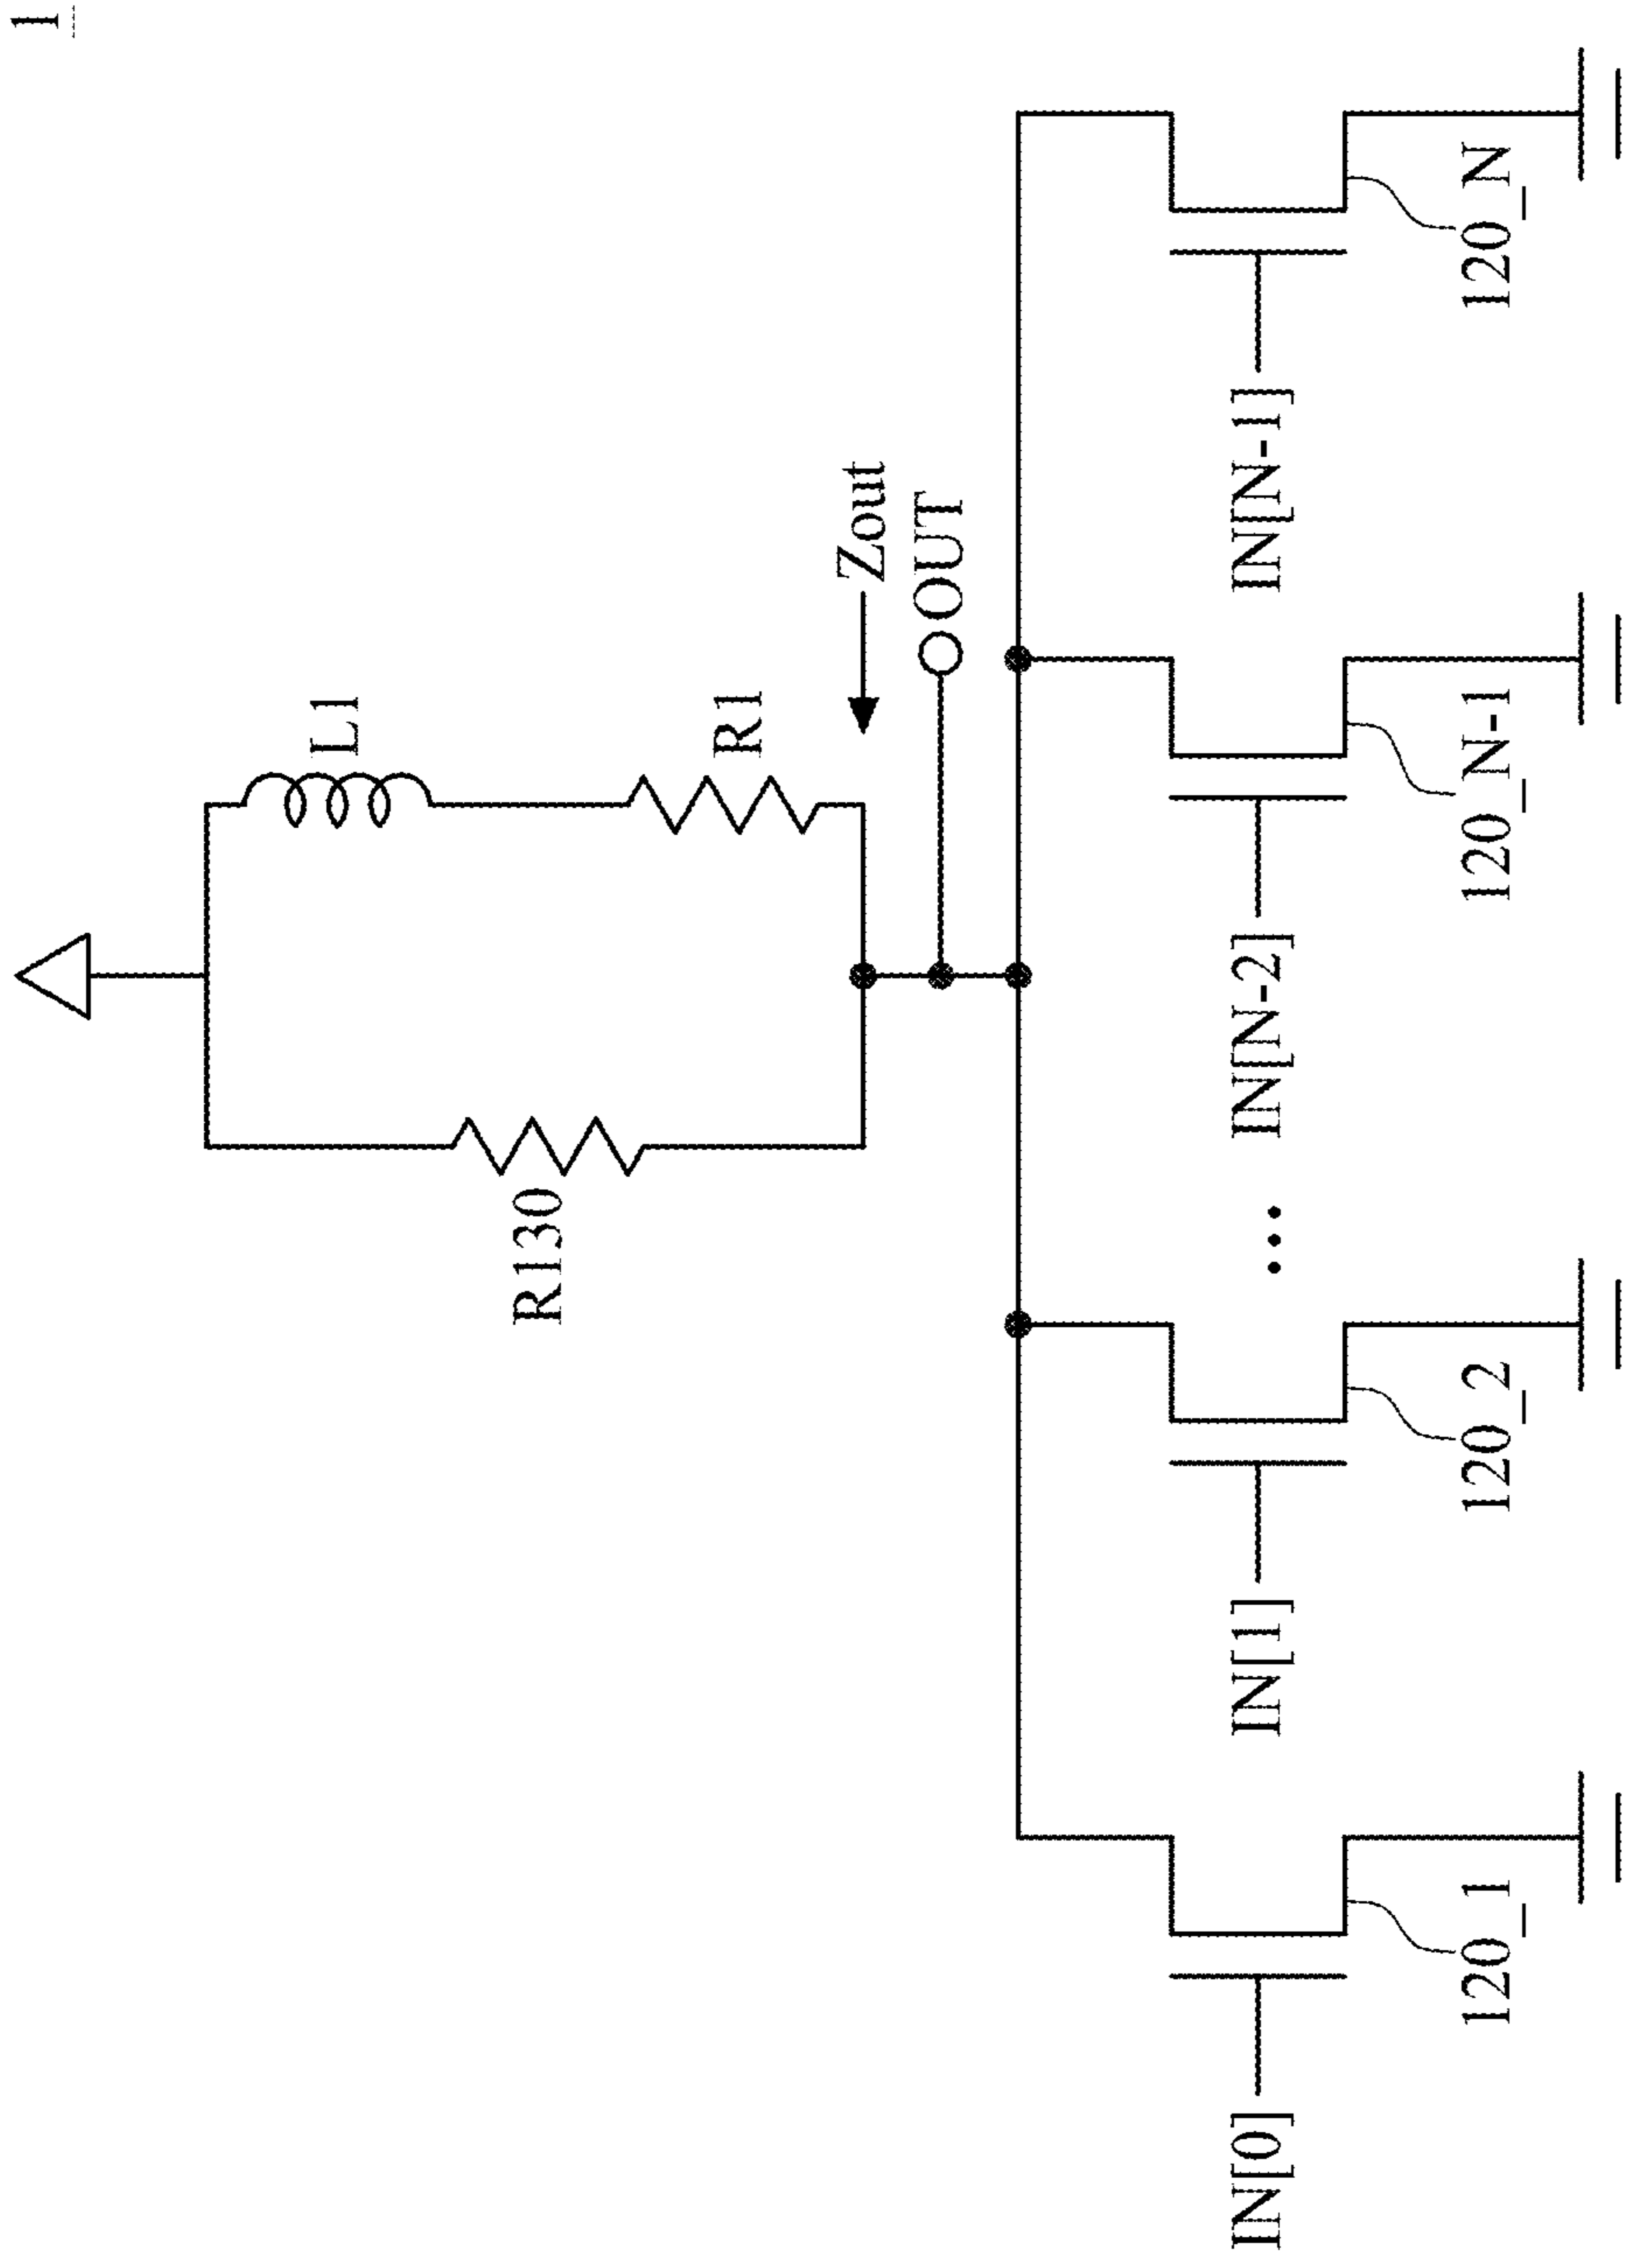 1
L1
R1
R130
Zout
OUT
IN[0]
IN[1]
...
IN[N-2]
IN[N-1]
120_1
120_2
120_N-1
120_N